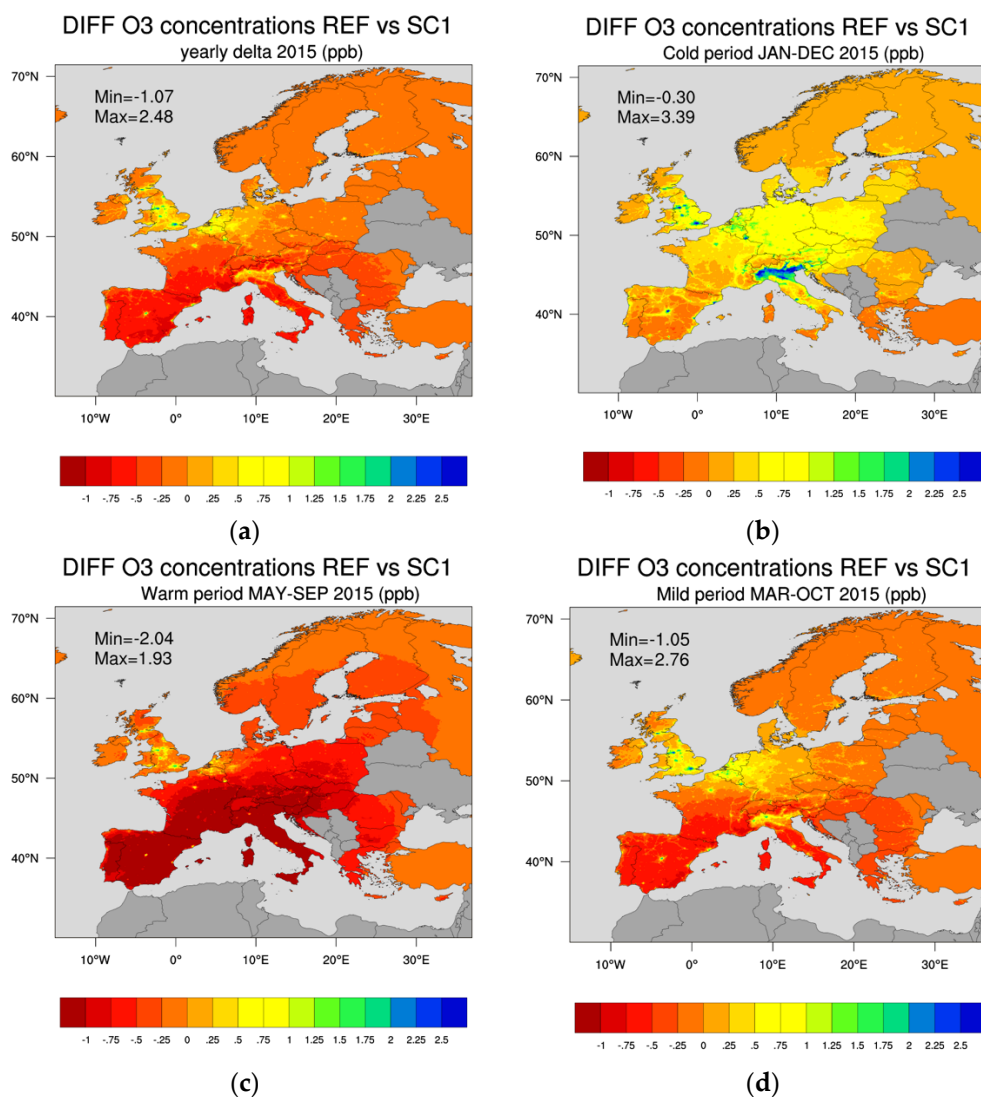 DIFF O3 concentrations REF vs SC1
yearly delta 2015 (ppb)
Min=-1.07
Max=2.48
70°N
60°N
50°N
40°N
10°W 0° 10°E 20°E 30°E
-1 -.75 -.5 -.25 0 .25 .5 .75 1 1.25 1.5 1.75 2 2.25 2.5
(a)
DIFF O3 concentrations REF vs SC1
Cold period JAN-DEC 2015 (ppb)
Min=-0.30
Max=3.39
70°N
60°N
50°N
40°N
10°W 0° 10°E 20°E 30°E
-1 -.75 -.5 -.25 0 .25 .5 .75 1 1.25 1.5 1.75 2 2.25 2.5
(b)
DIFF O3 concentrations REF vs SC1
Warm period MAY-SEP 2015 (ppb)
Min=-2.04
Max=1.93
70°N
60°N
50°N
40°N
10°W 0° 10°E 20°E 30°E
-1 -.75 -.5 -.25 0 .25 .5 .75 1 1.25 1.5 1.75 2 2.25 2.5
(c)
DIFF O3 concentrations REF vs SC1
Mild period MAR-OCT 2015 (ppb)
Min=-1.05
Max=2.76
70°N
60°N
50°N
40°N
10°W 0° 10°E 20°E 30°E
-1 -.75 -.5 -.25 0 .25 .5 .75 1 1.25 1.5 1.75 2 2.25 2.5
(d)